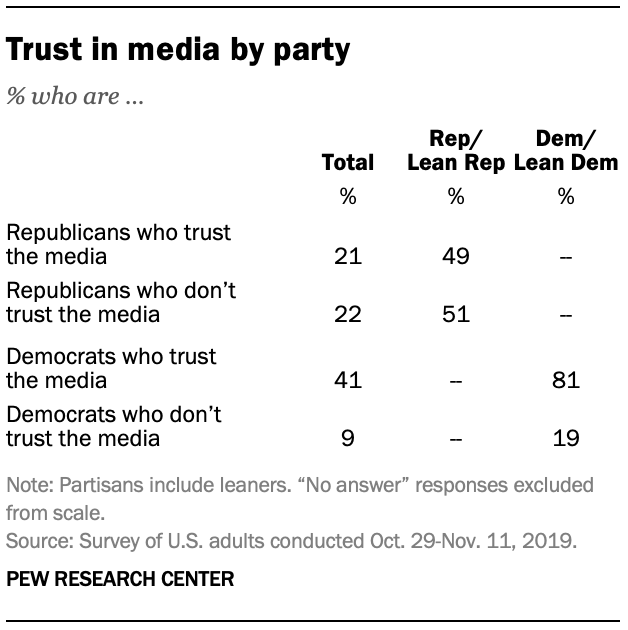 Trust in media by party
% who are ...
Rep/ Dem/
Total Lean Rep Lean Dem
% % %
Republicans who trust
the media 21 49 --
Republicans who don’t
trust the media 22 51 --
Democrats who trust
the media 41 -- 81
Democrats who don’t
trust the media 9 -- 19
Note: Partisans include leaners. “No answer” responses excluded
from scale.
Source: Survey of U.S. adults conducted Oct. 29-Nov. 11, 2019.
PEW RESEARCH CENTER